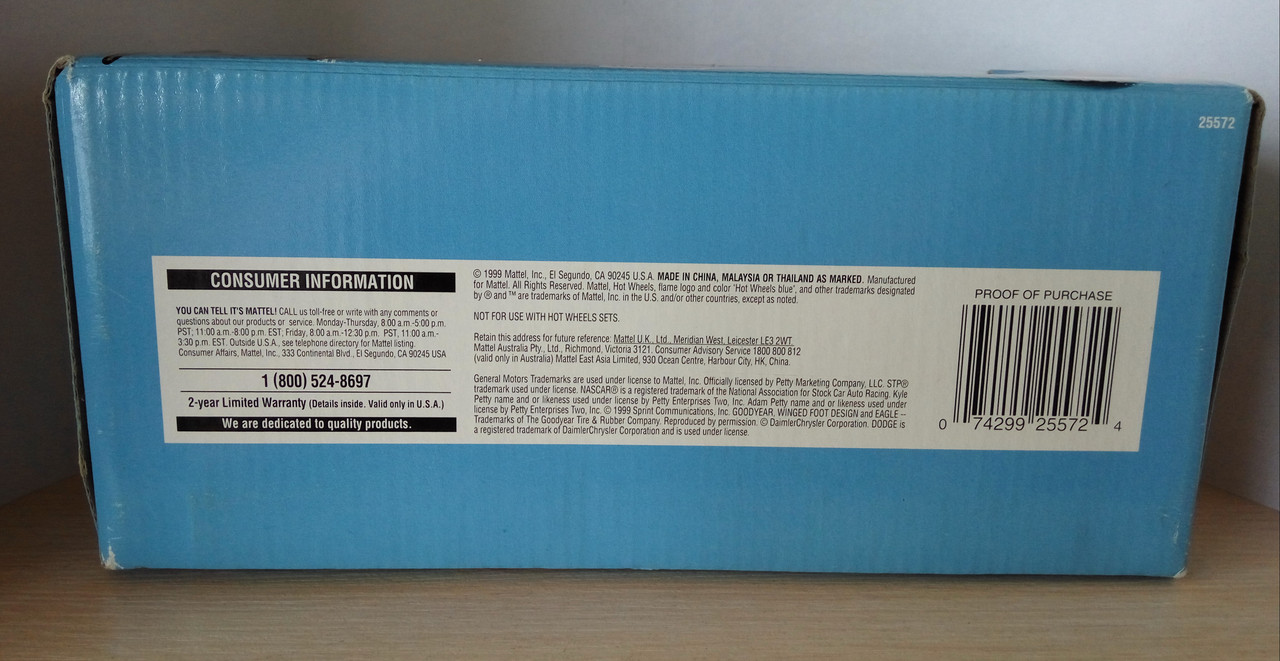 25572
CONSUMER INFORMATION
YOU CAN TELL IT'S MATTEL! CALL us toll-free or write with any comments or
questions about our products or service. Monday-Thursday, 8:00 a.m.-5:00 p.m.
PST; 11:00 a.m.-8:00 p.m. EST; Friday, 8:00 a.m.-12:30 p.m. PST, 11:00 a.m.-
3:30 p.m. EST. Outside U.S.A., see telephone directory for Mattel listing.
Consumer Affairs, Mattel, Inc., 333 Continental Blvd., El Segundo, CA 90245 USA
1 (800) 524-8697
2-year Limited Warranty (Details inside. Valid only in U.S.A.)
We are dedicated to quality products.
© 1999 Mattel, Inc., El Segundo, CA 90245 U.S.A. MADE IN CHINA, MALAYSIA OR THAILAND AS MARKED. Manufactured
for Mattel. All Rights Reserved. Mattel, Hot Wheels, flame logo and color 'Hot Wheels blue', and other trademarks designated
by ® and ™ are trademarks of Mattel, Inc. in the U.S. and/or other countries, except as noted.
NOT FOR USE WITH HOT WHEELS SETS.
Retain this address for future reference: Mattel U.K. Ltd., Meridian West, Leicester LE3 2WT.
Mattel Australia Pty., Ltd., Richmond, Victoria 3121. Consumer Advisory Service 1800 800 812
(valid only in Australia) Mattel East Asia Limited, 930 Ocean Centre, Harbour City, HK, China.
General Motors Trademarks are used under license to Mattel, Inc. Officially licensed by Petty Marketing Company, LLC. STP®
trademark used under license. NASCAR® is a registered trademark of the National Association for Stock Car Auto Racing. Kyle
Petty name and or likeness used under license by Petty Enterprises Two, Inc. Adam Petty name and or likeness used under
license by Petty Enterprises Two, Inc. © 1999 Sprint Communications, Inc. GOODYEAR, WINGED FOOT DESIGN and EAGLE --
Trademarks of The Goodyear Tire & Rubber Company. Reproduced by permission. © DaimlerChrysler Corporation. DODGE is
a registered trademark of DaimlerChrysler Corporation and is used under license.
PROOF OF PURCHASE
0 74299 25572 4